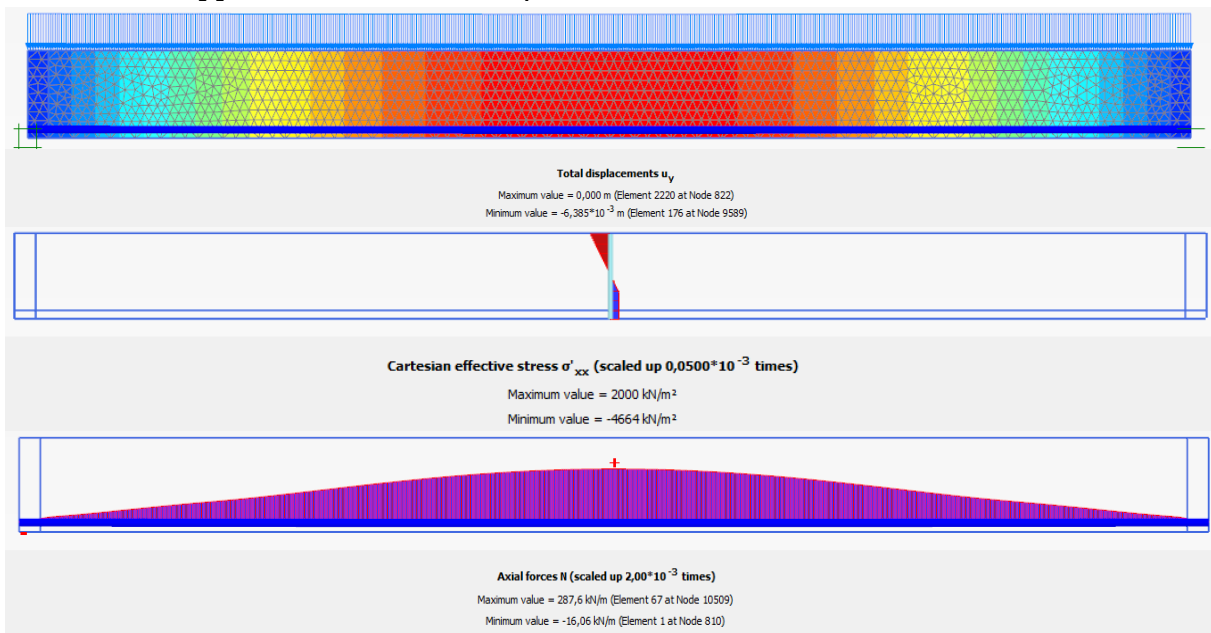 Total displacements uy
Maximum value = 0,000 m (Element 2220 at Node 822)
Minimum value = -6,385*10 -3 m (Element 176 at Node 9589)
Cartesian effective stress σ'xx (scaled up 0,0500*10 -3 times)
Maximum value = 2000 kN/m²
Minimum value = -4664 kN/m²
Axial forces N (scaled up 2,00*10 -3 times)
Maximum value = 287,6 kN/m (Element 67 at Node 10509)
Minimum value = -16,06 kN/m (Element 1 at Node 810)